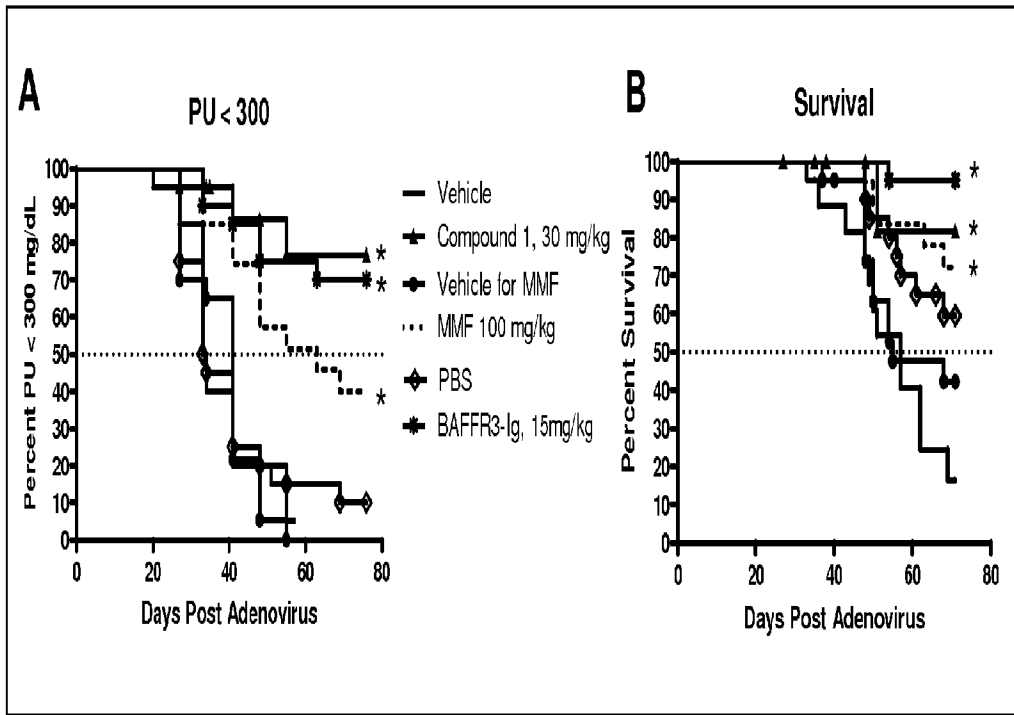 A
PU < 300
Percent PU < 300 mg/dL
100
90
80
70
60
50
40
30
20
10
0
0
20
40
60
80
Days Post Adenovirus
*
*
*
Vehicle
Compound 1, 30 mg/kg
Vehicle for MMF
MMF 100 mg/kg
PBS
BAFFR3-Ig, 15mg/kg
B
Survival
Percent Survival
100
90
80
70
60
50
40
30
20
10
0
0
20
40
60
80
Days Post Adenovirus
*
*
*